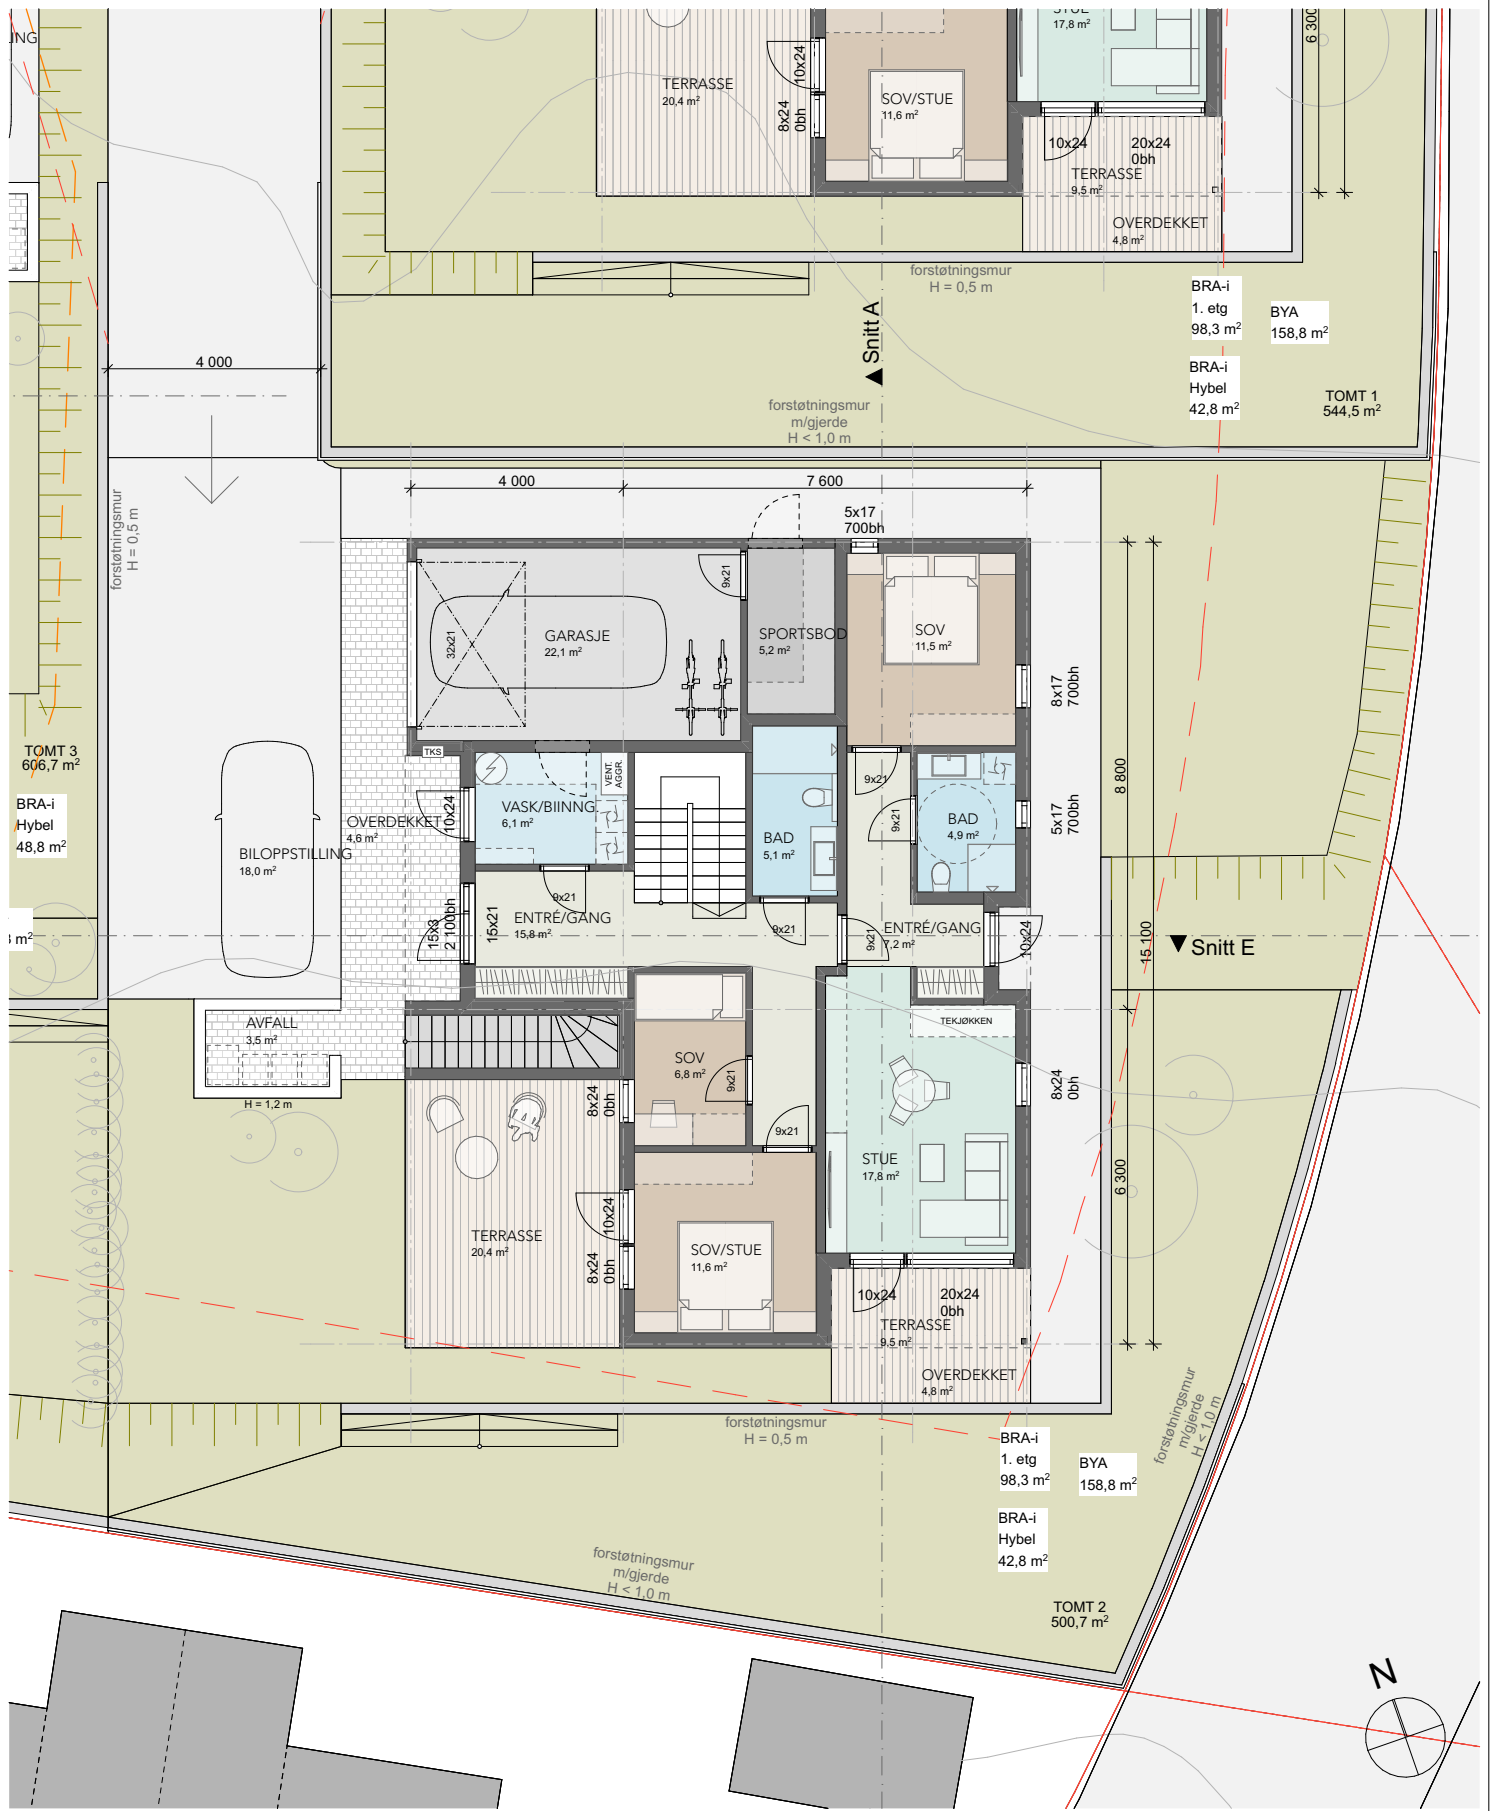 STUE
17,8 m²
6 300
TERRASSE
20,4 m²
10x24
8x24
0bh
SOV/STUE
11,6 m²
10x24
20x24
0bh
TERRASSE
9,5 m²
OVERDEKKET
4,8 m²
forstøtningsmur
H = 0,5 m
BRA-i
1. etg
98,3 m²
BYA
158,8 m²
BRA-i
Hybel
42,8 m²
TOMT 1
544,5 m²
Snitt A
4 000
forstøtningsmur
m/gjerde
H < 1,0 m
forstøtningsmur
H = 0,5 m
4 000
7 600
5x17
700bh
9x21
32x21
GARASJE
22,1 m²
SPORTSBOD
5,2 m²
SOV
11,5 m²
8x17
700bh
TOMT 3
606,7 m²
BRA-i
Hybel
48,8 m²
TKS
VENT.
AGGR.
VASK/BIINNG.
6,1 m²
10x24
OVERDEKKET
4,6 m²
BILOPPSTILLING
18,0 m²
9x21
9x21
BAD
5,1 m²
BAD
4,9 m²
5x17
700bh
8 800
9x21
ENTRÉ/GANG
15,8 m²
15x3
2 100bh
15x21
9x21
9x21
ENTRÉ/GANG
7,2 m²
10x24
15 100
Snitt E
m²
AVFALL
3,5 m²
H = 1,2 m
TEKJØKKEN
SOV
6,8 m²
9x21
8x24
0bh
8x24
0bh
9x21
STUE
17,8 m²
6 300
TERRASSE
20,4 m²
10x24
8x24
0bh
SOV/STUE
11,6 m²
10x24
20x24
0bh
TERRASSE
9,5 m²
OVERDEKKET
4,8 m²
forstøtningsmur
H = 0,5 m
forstøtningsmur
m/gjerde
H < 1,0 m
BRA-i
1. etg
98,3 m²
BYA
158,8 m²
BRA-i
Hybel
42,8 m²
forstøtningsmur
m/gjerde
H < 1,0 m
TOMT 2
500,7 m²
N